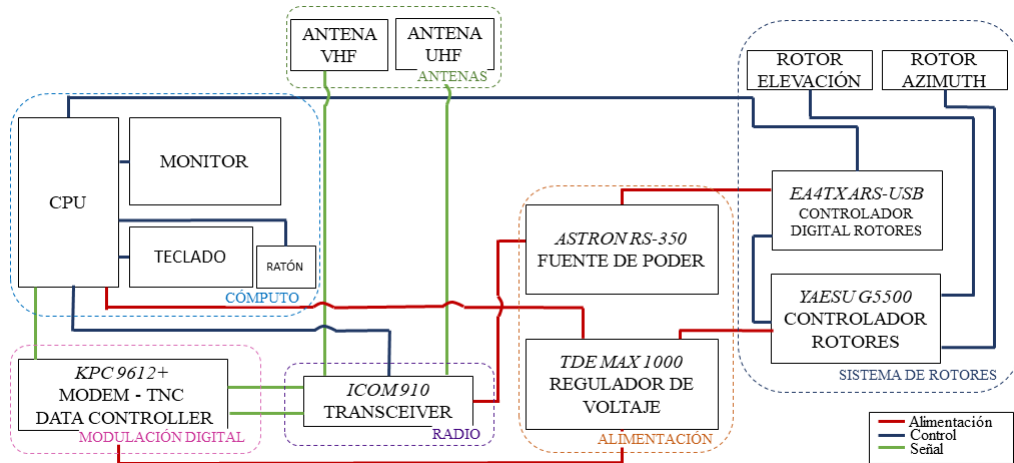 ANTENA
VHF
ANTENA
UHF
ANTENAS
ROTOR
ELEVACIÓN
ROTOR
AZIMUTH
CPU
MONITOR
TECLADO
RATÓN
CÓMPUTO
ASTRON RS-350
FUENTE DE PODER
EA4TX ARS-USB
CONTROLADOR
DIGITAL ROTORES
YAESU G5500
CONTROLADOR
ROTORES
SISTEMA DE ROTORES
KPC 9612+
MODEM - TNC
DATA CONTROLLER
MODULACIÓN DIGITAL
ICOM 910
TRANSCEIVER
RADIO
TDE MAX 1000
REGULADOR DE
VOLTAJE
ALIMENTACIÓN
Alimentación
Control
Señal